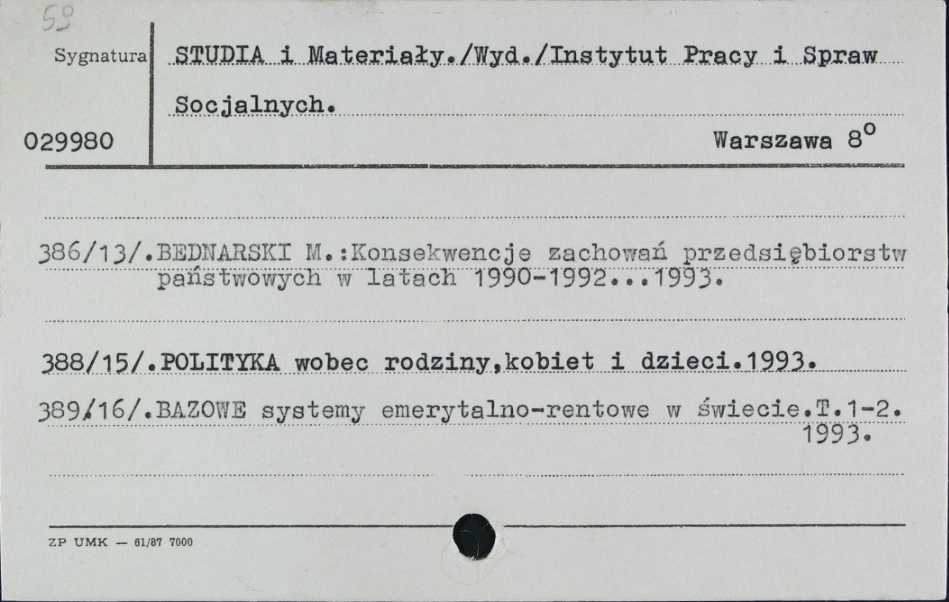 59
Sygnatura
STUDIA i Materiały./Wyd./Instytut Pracy i Spraw
Socjalnych.
029980
Warszawa 8°
386/13/.BEDNARSKI M.:Konsekwencje zachowań przedsiębiorstw
państwowych w latach 1990-1992...1993.
388/15/.POLITYKA wobec rodziny,kobiet i dzieci.1993.
389/16/.BAZOWE systemy emerytalno-rentowe w świecie.T.1-2.
1993.
ZP UMK — 61/87 7000